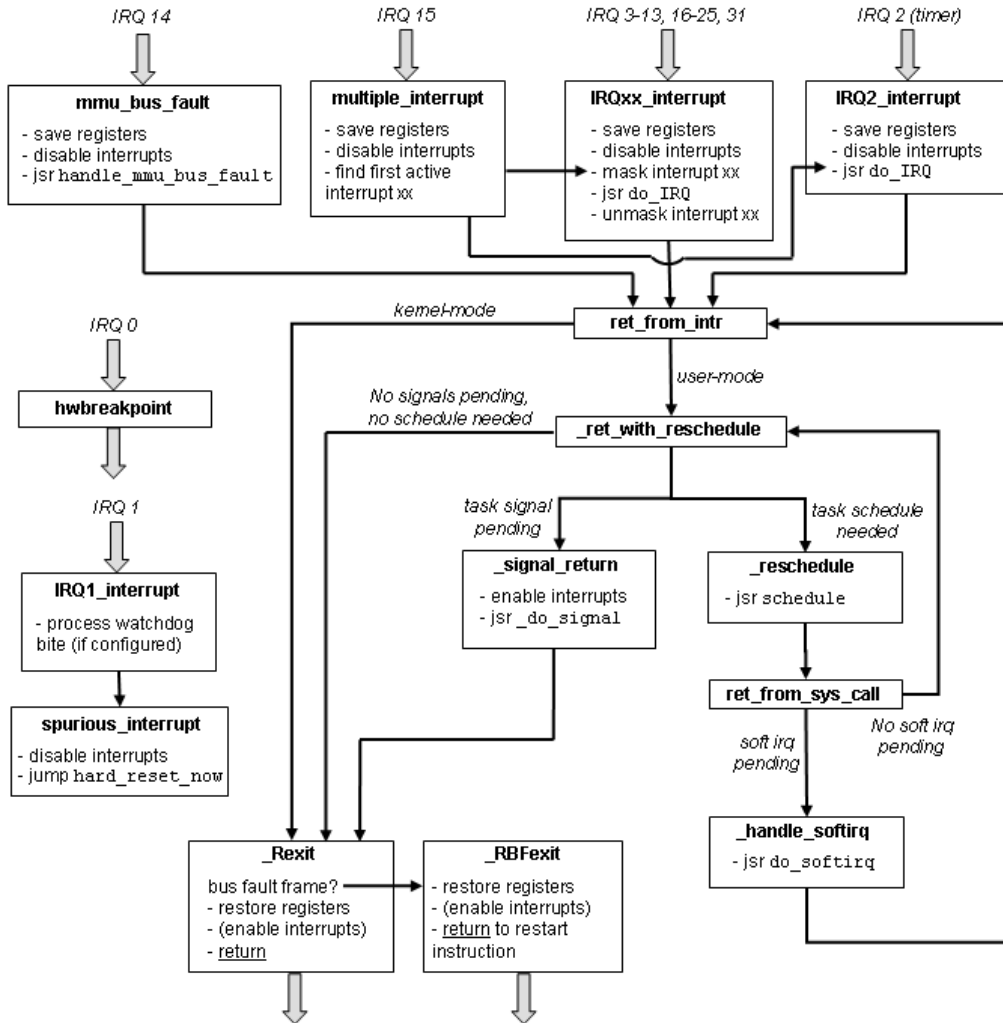 IRQ 14
IRQ 15
IRQ 3-13, 16-25, 31
IRQ 2 (timer)
mmu_bus_fault
- save registers
- disable interrupts
- jsr handle_mmu_bus_fault
multiple_interrupt
- save registers
- disable interrupts
- find first active
interrupt xx
IRQxx_interrupt
- save registers
- disable interrupts
- mask interrupt xx
- jsr do_IRQ
- unmask interrupt xx
IRQ2_interrupt
- save registers
- disable interrupts
- jsr do_IRQ
kernel-mode
ret_from_intr
IRQ 0
user-mode
hwbreakpoint
No signals pending,
no schedule needed
_ret_with_reschedule
IRQ 1
task signal
pending
task schedule
needed
IRQ1_interrupt
- process watchdog
bite (if configured)
_signal_return
- enable interrupts
- jsr _do_signal
_reschedule
- jsr schedule
ret_from_sys_call
spurious_interrupt
- disable interrupts
- jump hard_reset_now
soft irq
pending
No soft irq
pending
_handle_softirq
- jsr do_softirq
_Rexit
bus fault frame?
- restore registers
- (enable interrupts)
- return
_RBFexit
- restore registers
- (enable interrupts)
- return to restart
instruction